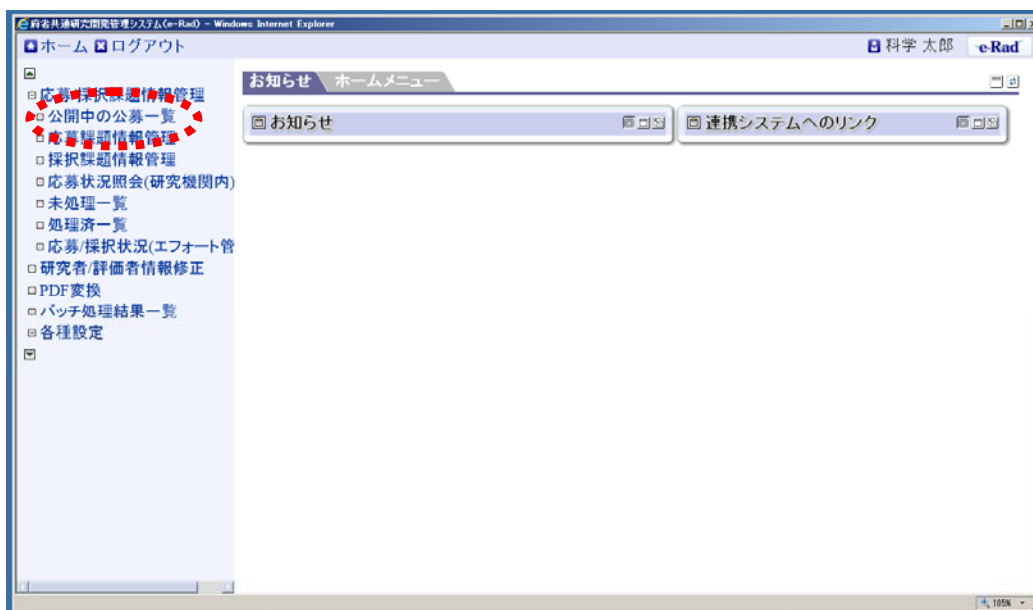 府省共通研究開発管理システム(e-Rad) - Windows Internet Explorer
ホーム ログアウト
科学 太郎 e-Rad
お知らせ ホームメニュー
お知らせ
連携システムへのリンク
応募/採択課題情報管理
公開中の公募一覧
応募課題情報管理
採択課題情報管理
応募状況照会(研究機関内)
未処理一覧
処理済一覧
応募/採択状況(エフォート管
研究者/評価者情報修正
PDF変換
バッチ処理結果一覧
各種設定
105%